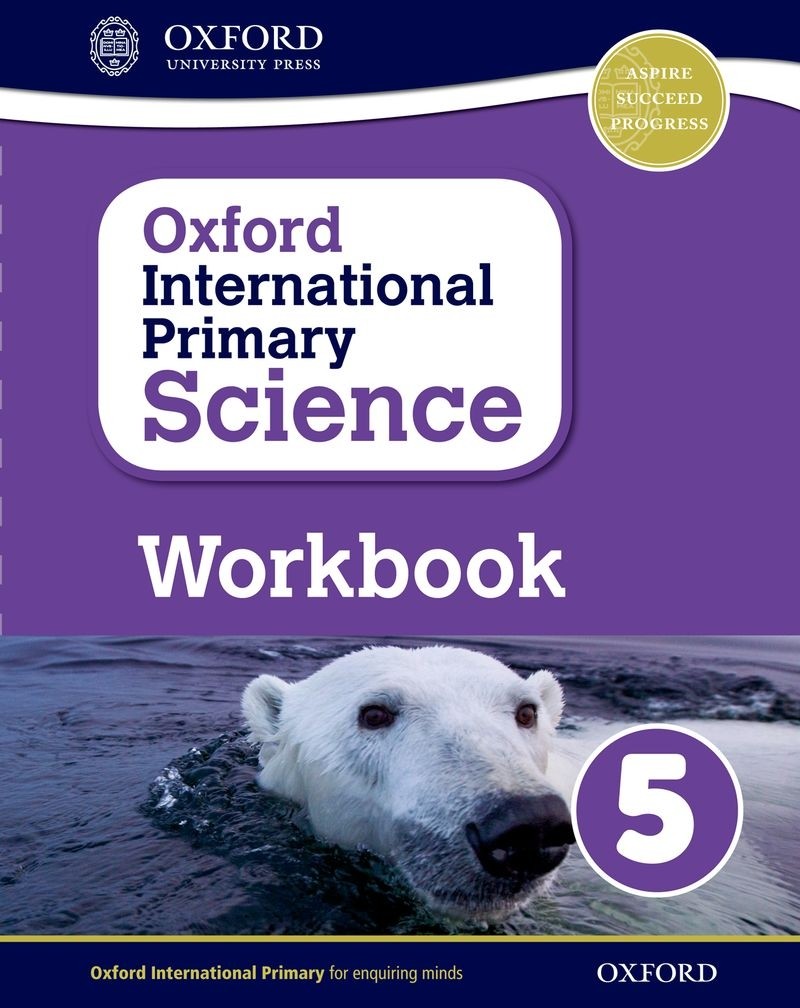 OXFORD
UNIVERSITY PRESS
ASPIRE
SUCCEED
PROGRESS
Oxford
International
Primary
Science
Workbook
5
Oxford International Primary for enquiring minds
OXFORD